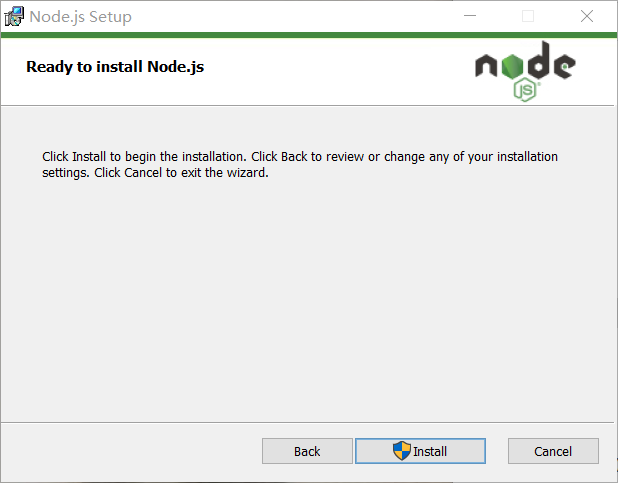 Node.js Setup
Ready to install Node.js
node
JS
Click Install to begin the installation. Click Back to review or change any of your installation
settings. Click Cancel to exit the wizard.
Back
Install
Cancel